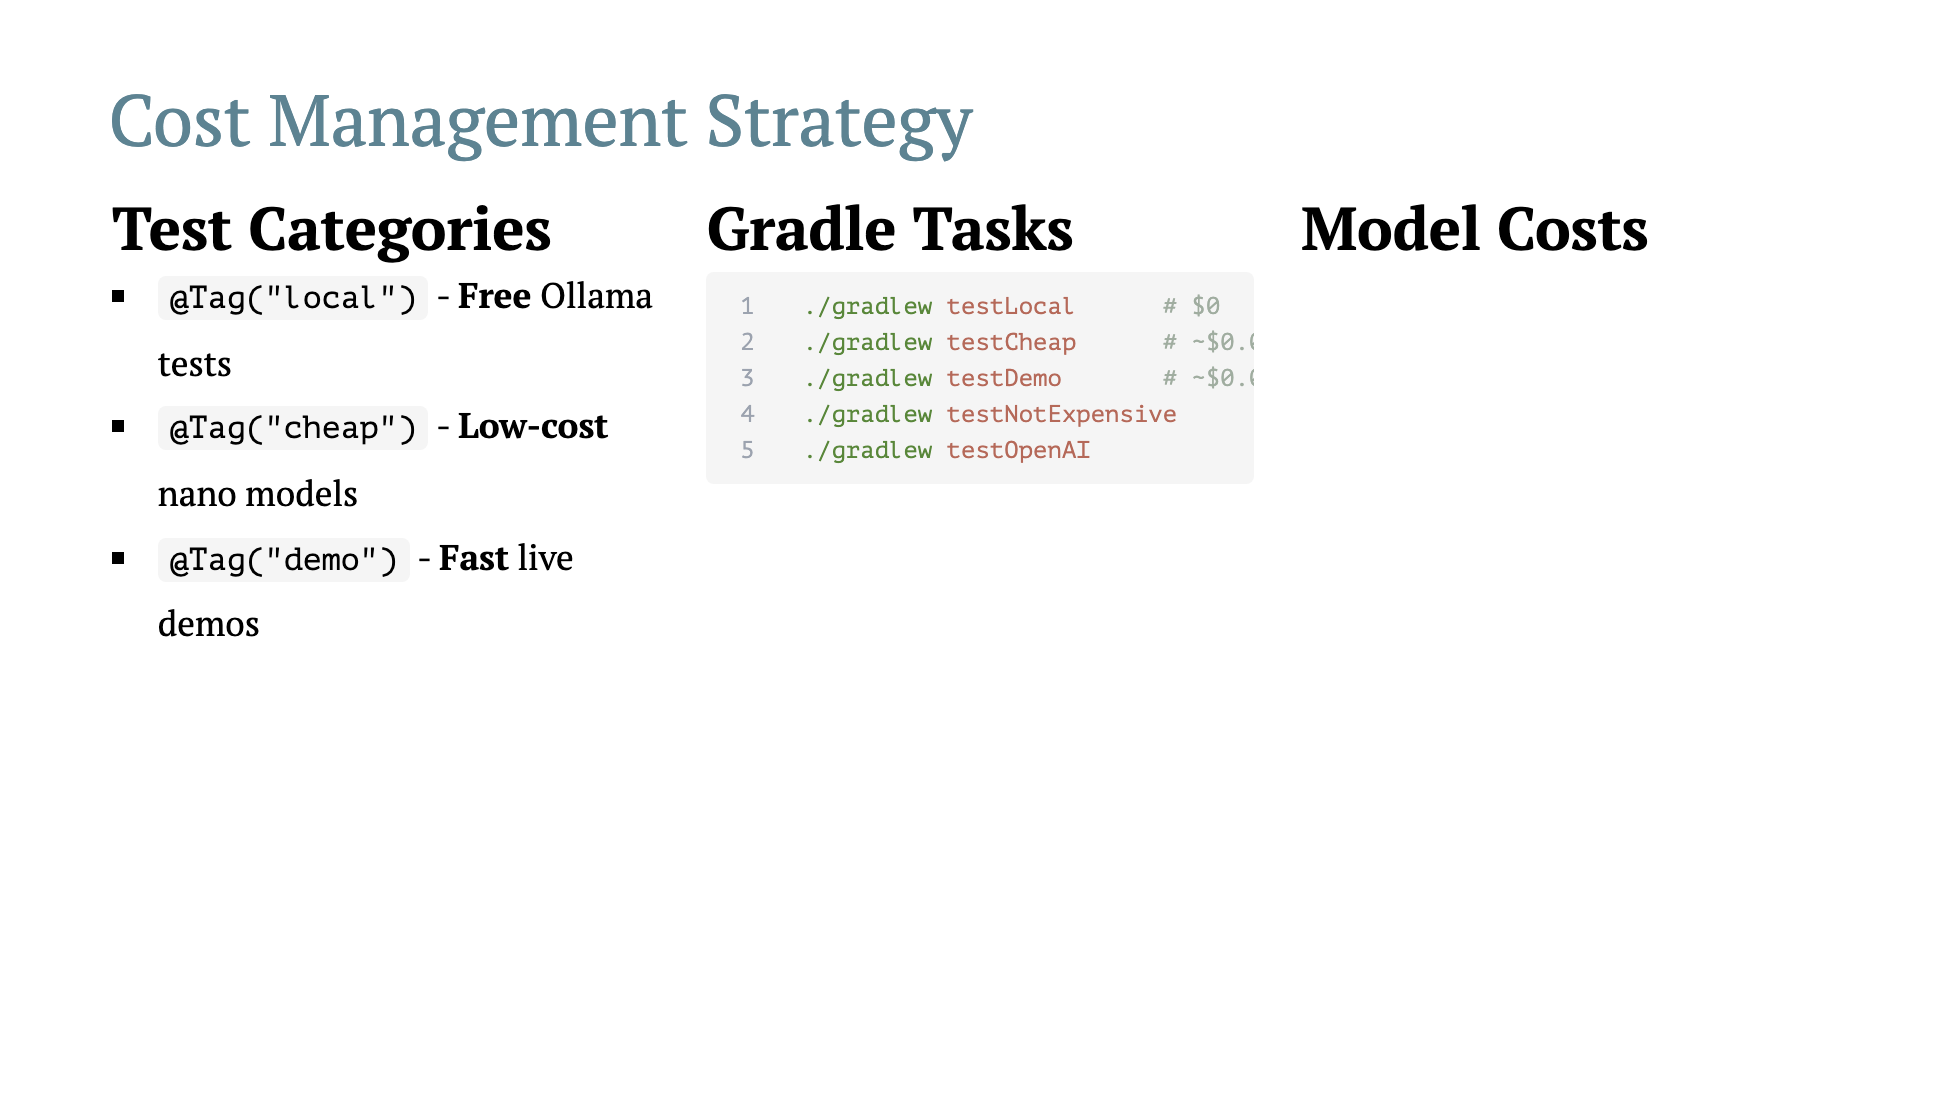 Cost Management Strategy
Test Categories
▪ @Tag("local") - Free Ollama
tests
▪ @Tag("cheap") - Low-cost
nano models
▪ @Tag("demo") - Fast live
demos
Gradle Tasks
1 ./gradlew testLocal # $0
2 ./gradlew testCheap # ~$0.
3 ./gradlew testDemo # ~$0.
4 ./gradlew testNotExpensive
5 ./gradlew testOpenAI
Model Costs